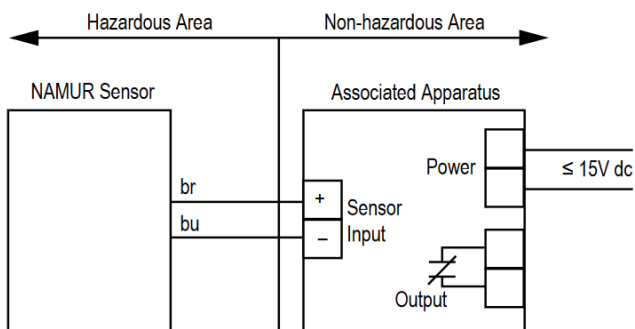 Hazardous Area
Non-hazardous Area
NAMUR Sensor
Associated Apparatus
Power
≤ 15V dc
br
+
Sensor
bu
–
Input
Output